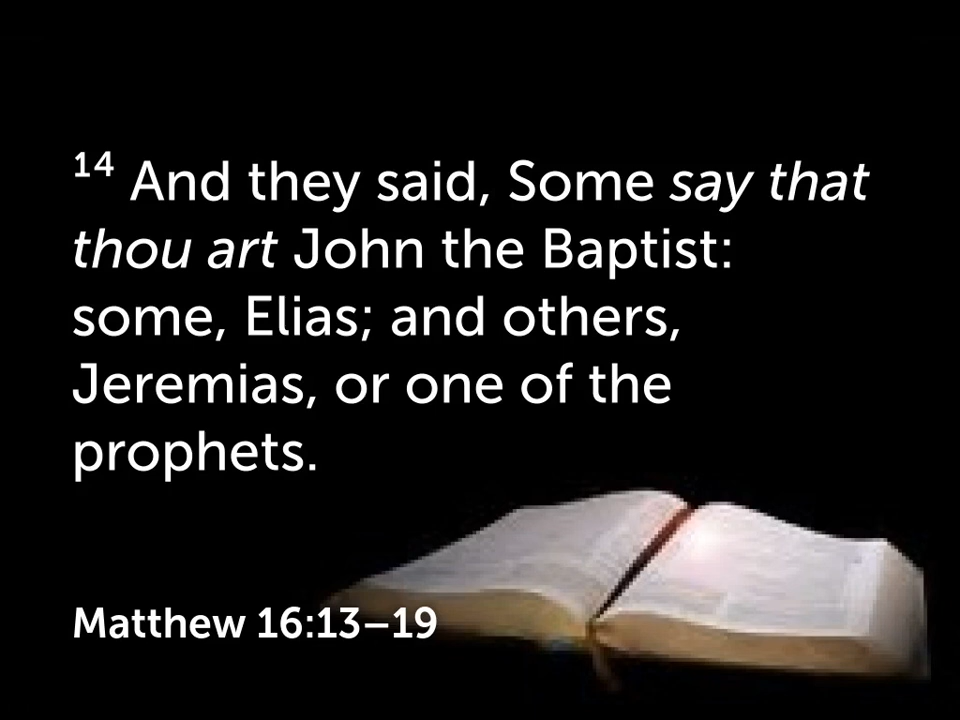 ¹⁴ And they said, Some say that
thou art John the Baptist:
some, Elias; and others,
Jeremias, or one of the
prophets.
Matthew 16:13–19